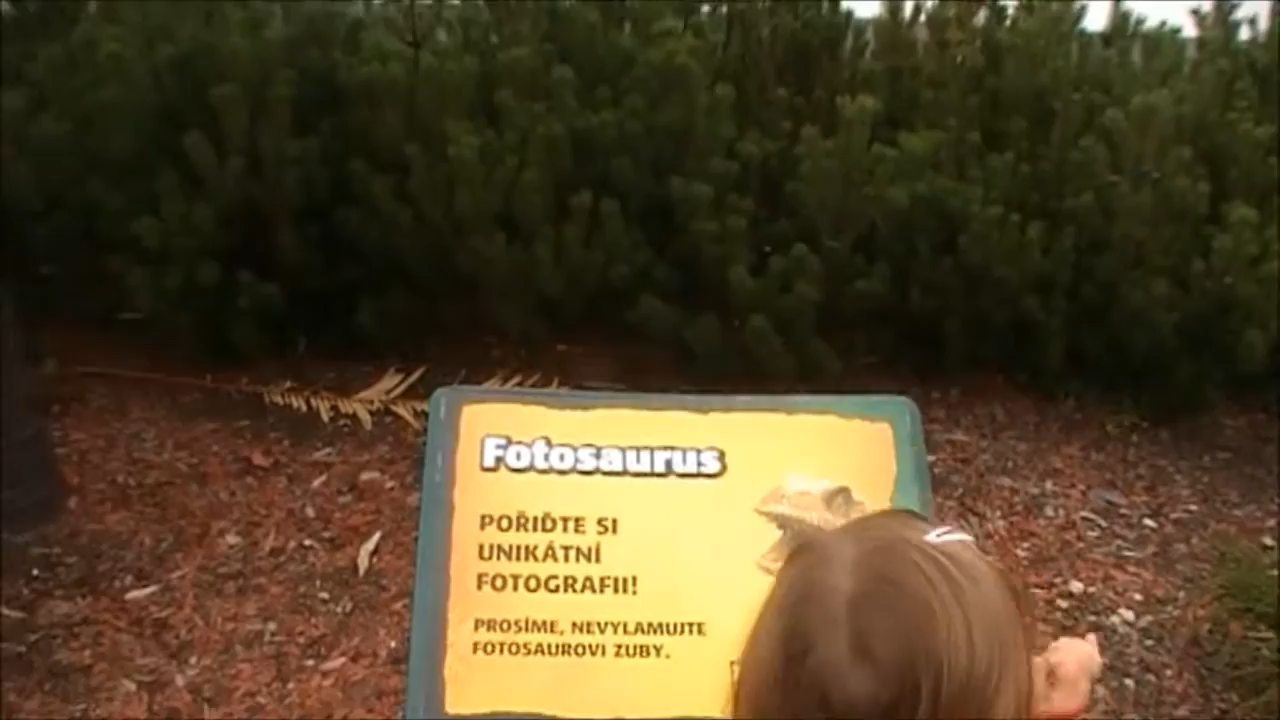 Fotosaurus
POŘIĎTE SI
UNIKÁTNÍ
FOTOGRAFII!
PROSÍME, NEVYLAMUJTE
FOTOSAUROVI ZUBY.